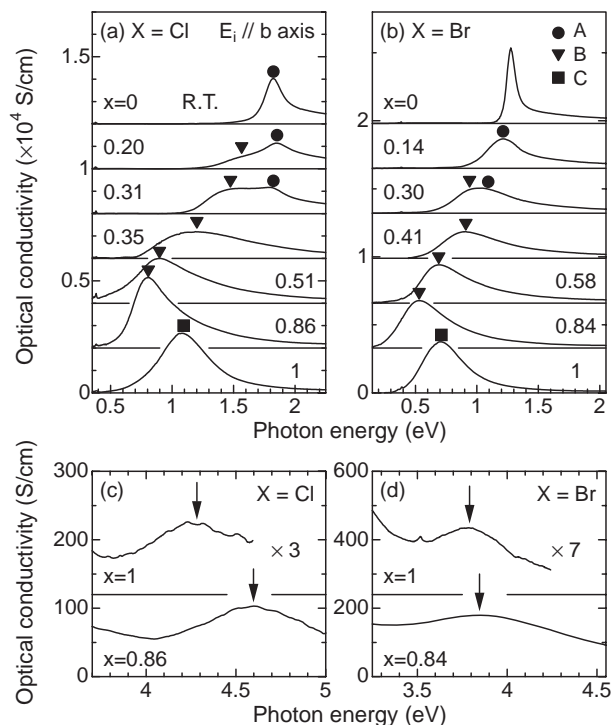 (a) X = Cl
E_i // b axis
(b) X = Br
A
B
C
x=0
R.T.
x=0
0.20
0.14
0.31
0.30
0.35
0.41
0.51
0.58
0.86
0.84
1
1
Optical conductivity (×10⁴ S/cm)
1.5
1
0.5
0
2
1
0
0.5
1
1.5
2
0.5
1
1.5
2
Photon energy (eV)
(c)
X = Cl
(d)
X = Br
× 3
× 7
x=1
x=1
x=0.86
x=0.84
Optical conductivity (S/cm)
300
200
100
0
600
400
200
0
4
4.5
5
3.5
4
4.5
Photon energy (eV)